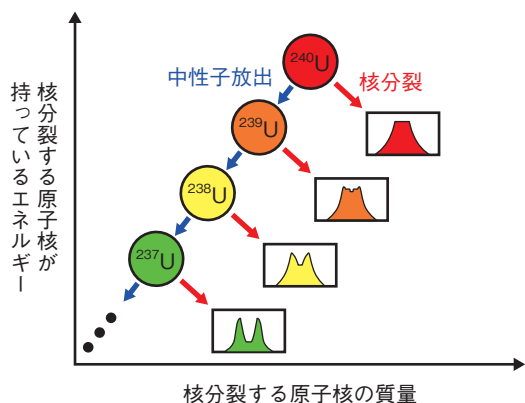 核分裂する原子核が
持っているエネルギー
中性子放出
核分裂
²⁴⁰U
²³⁹U
²³⁸U
²³⁷U
核分裂する原子核の質量